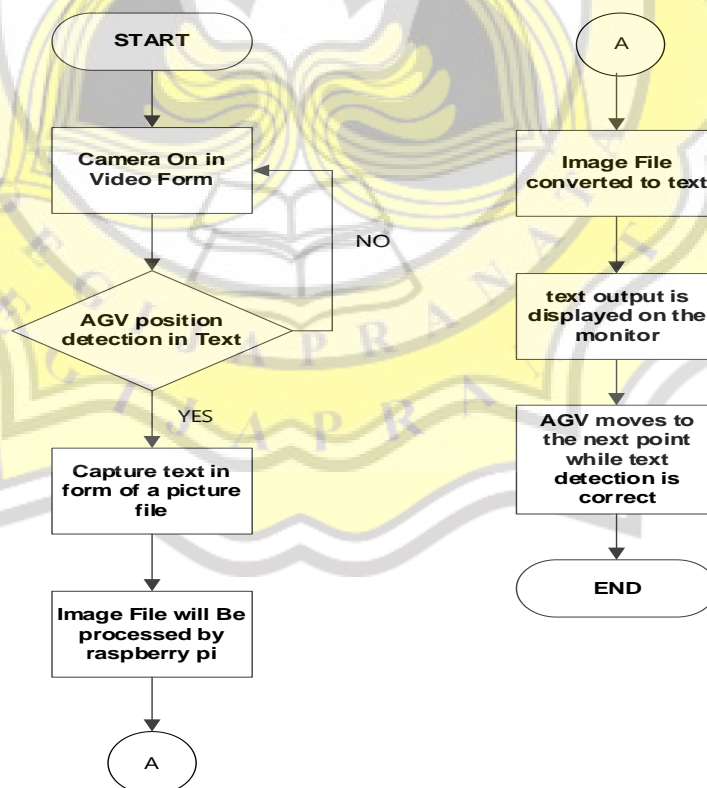 START
Camera On in
Video Form
NO
AGV position
detection in Text
YES
Capture text in
form of a picture
file
Image File will Be
processed by
raspberry pi
A
A
Image File
converted to text
text output is
displayed on the
monitor
AGV moves to
the next point
while text
detection is
correct
END
EGIJAPRANAT
GIJAPRAN